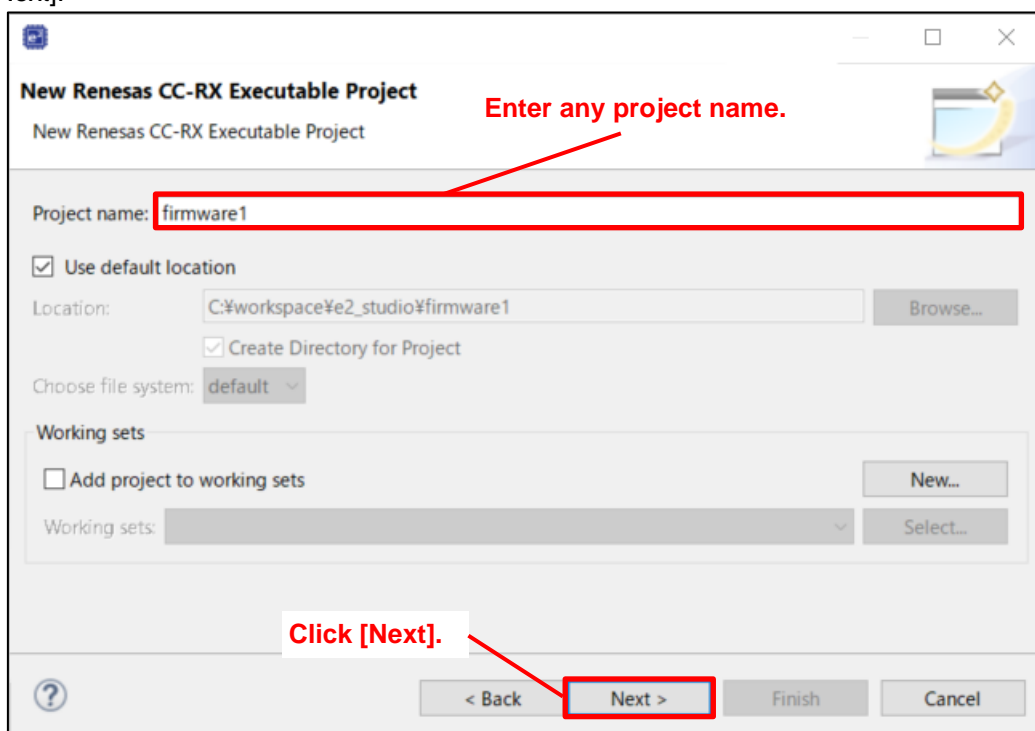 e²
New Renesas CC-RX Executable Project
New Renesas CC-RX Executable Project
Enter any project name.
Project name: firmware1
Use default location
Location: C:¥workspace¥e2_studio¥firmware1 Browse...
Create Directory for Project
Choose file system: default
Working sets
Add project to working sets New...
Working sets: Select...
Click [Next].
? < Back Next > Finish Cancel